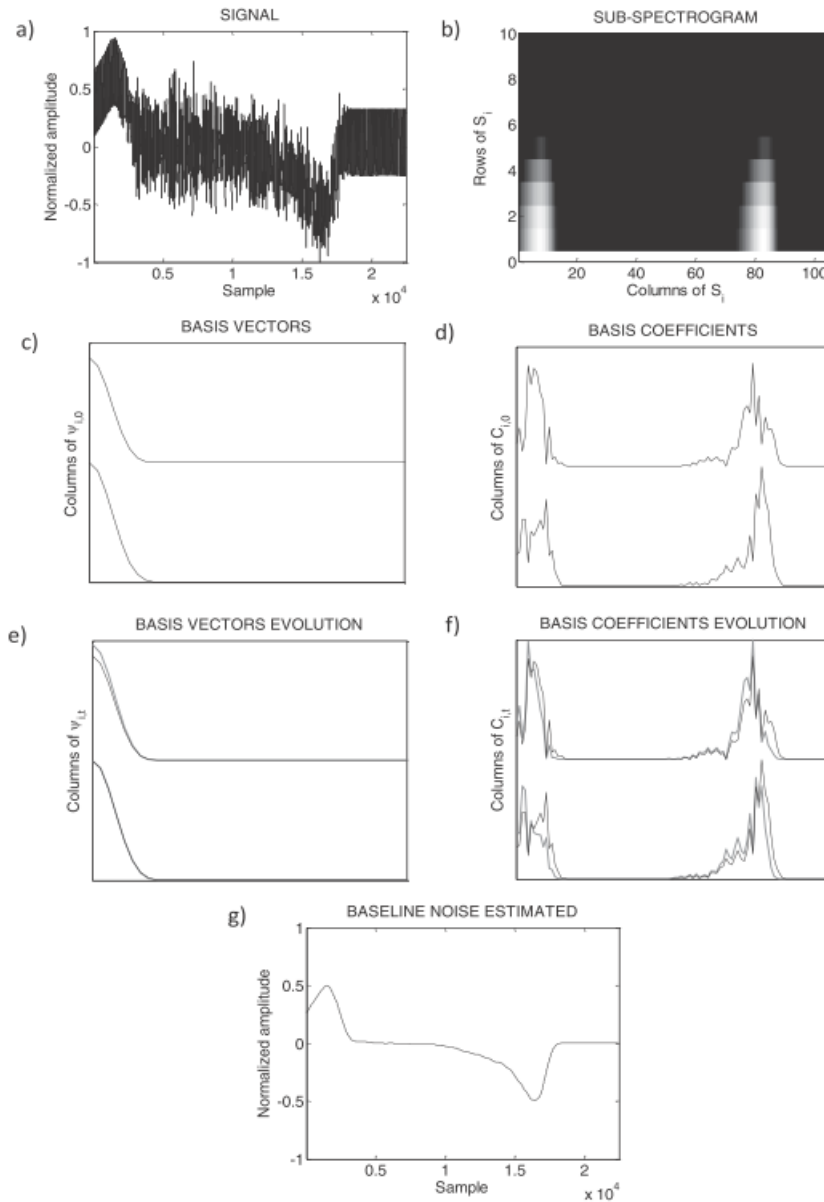 a)
SIGNAL
Normalized amplitude
1
0.5
0
-0.5
-1
0.5
1
1.5
2
Sample
x 10⁴
b)
SUB-SPECTROGRAM
Rows of Sᵢ
10
8
6
4
2
0
20
40
60
80
100
Columns of Sᵢ
c)
BASIS VECTORS
Columns of ψᵢ,₀
d)
BASIS COEFFICIENTS
Columns of Cᵢ,₀
e)
BASIS VECTORS EVOLUTION
Columns of ψᵢ,ₜ
f)
BASIS COEFFICIENTS EVOLUTION
Columns of Cᵢ,ₜ
g)
BASELINE NOISE ESTIMATED
Normalized amplitude
1
0.5
0
-0.5
-1
0.5
1
1.5
2
Sample
x 10⁴